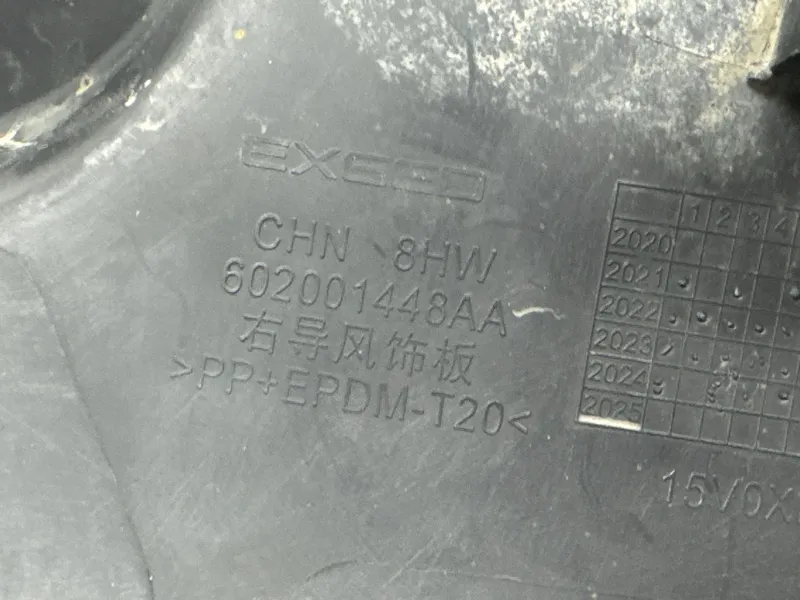 EXEED
CHN 8HW
602001448AA
右导风饰板
>PP+EPDM-T20<
1 2 3 4
2020
2021
2022
2023
2024
2025
15V0X